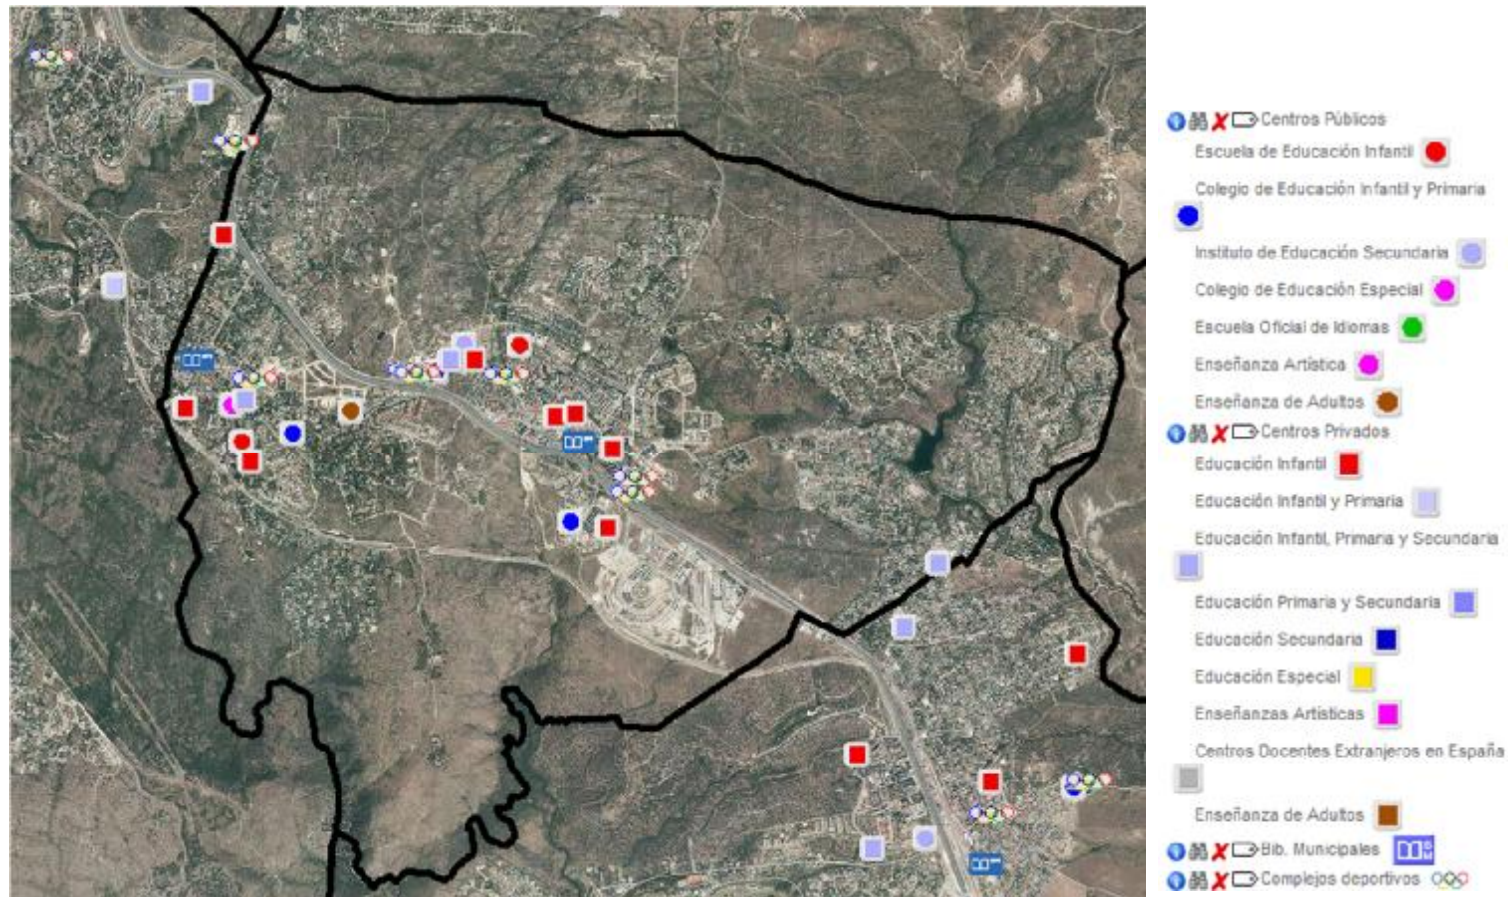 Centros Públicos
Escuela de Educación Infantil
Colegio de Educación Infantil y Primaria
Instituto de Educación Secundaria
Colegio de Educación Especial
Escuela Oficial de Idiomas
Enseñanza Artística
Enseñanza de Adultos
Centros Privados
Educación Infantil
Educación Infantil y Primaria
Educación Infantil, Primaria y Secundaria
Educación Primaria y Secundaria
Educación Secundaria
Educación Especial
Enseñanzas Artísticas
Centros Docentes Extranjeros en España
Enseñanza de Adultos
Bib. Municipales
Complejos deportivos